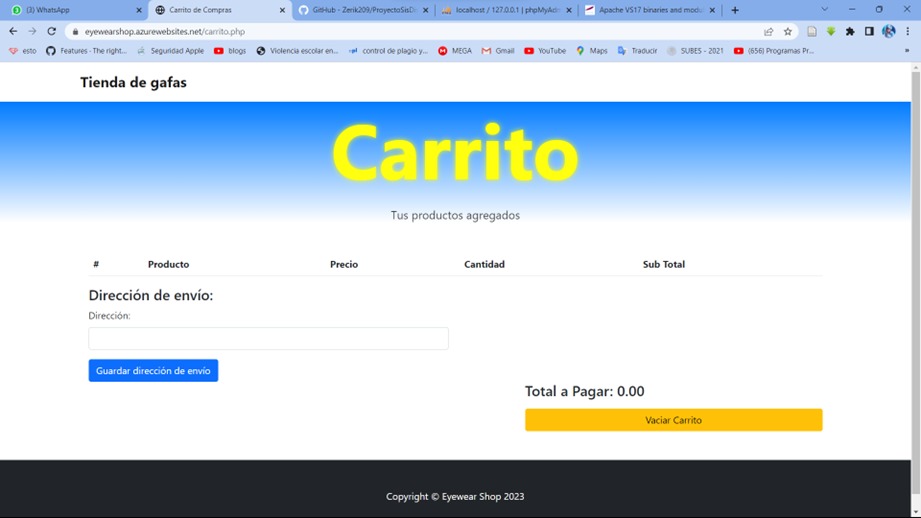 (3) WhatsApp
Carrito de Compras
GitHub - Zerik209/ProyectoSisDi
localhost / 127.0.0.1 | phpMyAdm
Apache VS17 binaries and modul
eyewearshop.azurewebsites.net/carrito.php
esto
Features · The right...
Seguridad Apple
blogs
Violencia escolar en...
control de plagio y...
MEGA
Gmail
YouTube
Maps
Traducir
SUBES - 2021
(656) Programas Pr...
»
Tienda de gafas
Carrito
Tus productos agregados
# Producto Precio Cantidad Sub Total
Dirección de envío:
Dirección:
Guardar dirección de envío
Total a Pagar: 0.00
Vaciar Carrito
Copyright © Eyewear Shop 2023